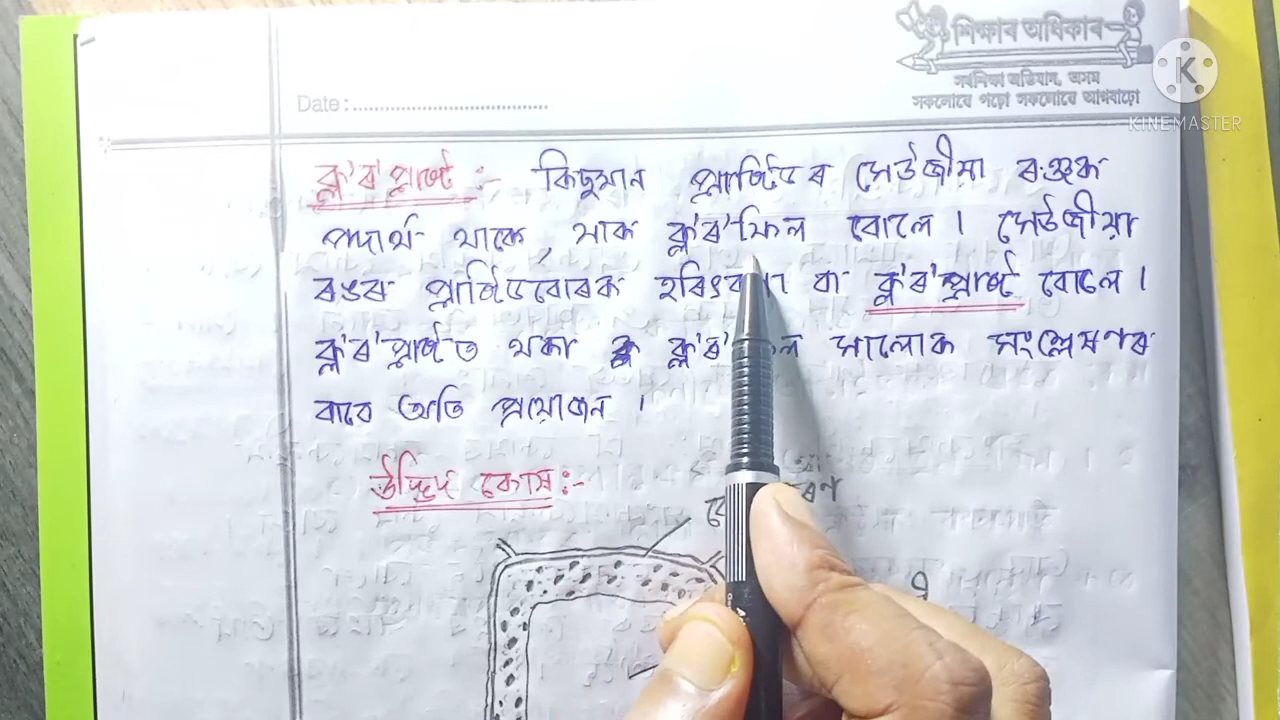 শিক্ষাৰ অধিকাৰ
সৰ্বশিক্ষা অভিযান, অসম
সকলোৱে পঢ়ো সকলোৱে আগবাঢ়ো
KINEMASTER
Date :
ক্ল'ৰ'প্লাষ্ট :- কিছুমান প্লাষ্টিডৰ সেউজীয়া ৰঞ্জক
পদাৰ্থ থাকে, যাক ক্ল'ৰ'ফিল বোলে । সেউজীয়া
ৰঙৰ প্লাষ্টিডবোৰক হৰিৎকণা বা ক্ল'ৰ'প্লাষ্ট বোলে ।
ক্ল'ৰ'প্লাষ্টত থকা ক্ল'ৰ'ফিল সালোক সংশ্লেষণৰ
বাবে অতি প্ৰয়োজন ।
উদ্ভিদ কোষ :-